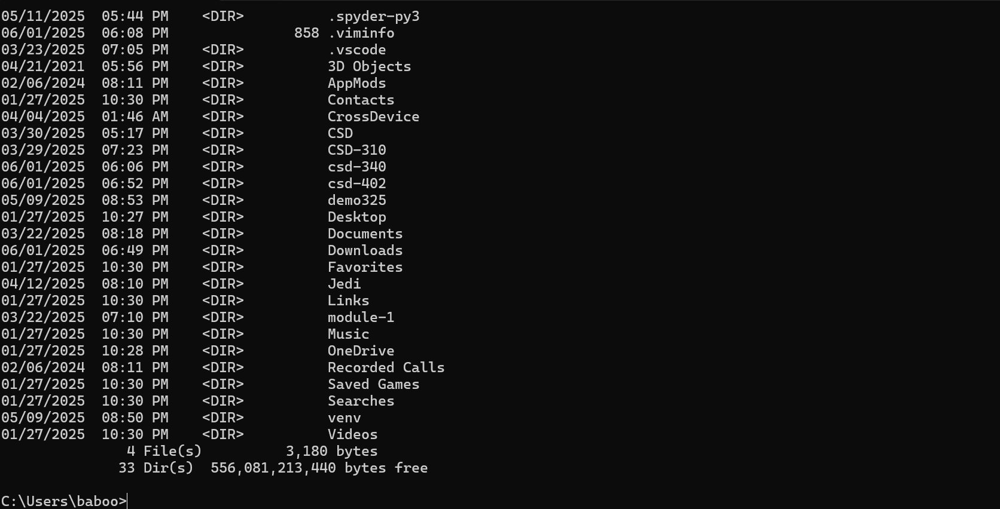 05/11/2025  05:44 PM    <DIR>          .spyder-py3
06/01/2025  06:08 PM               858 .viminfo
03/23/2025  07:05 PM    <DIR>          .vscode
04/21/2021  05:56 PM    <DIR>          3D Objects
02/06/2024  08:11 PM    <DIR>          AppMods
01/27/2025  10:30 PM    <DIR>          Contacts
04/04/2025  01:46 AM    <DIR>          CrossDevice
03/30/2025  05:17 PM    <DIR>          CSD
03/29/2025  07:23 PM    <DIR>          CSD-310
06/01/2025  06:06 PM    <DIR>          csd-340
06/01/2025  06:52 PM    <DIR>          csd-402
05/09/2025  08:53 PM    <DIR>          demo325
01/27/2025  10:27 PM    <DIR>          Desktop
03/22/2025  08:18 PM    <DIR>          Documents
06/01/2025  06:49 PM    <DIR>          Downloads
01/27/2025  10:30 PM    <DIR>          Favorites
04/12/2025  08:10 PM    <DIR>          Jedi
01/27/2025  10:30 PM    <DIR>          Links
03/22/2025  07:10 PM    <DIR>          module-1
01/27/2025  10:30 PM    <DIR>          Music
01/27/2025  10:28 PM    <DIR>          OneDrive
02/06/2024  08:11 PM    <DIR>          Recorded Calls
01/27/2025  10:30 PM    <DIR>          Saved Games
01/27/2025  10:30 PM    <DIR>          Searches
05/09/2025  08:50 PM    <DIR>          venv
01/27/2025  10:30 PM    <DIR>          Videos
               4 File(s)          3,180 bytes
              33 Dir(s)  556,081,213,440 bytes free
C:\Users\baboo>